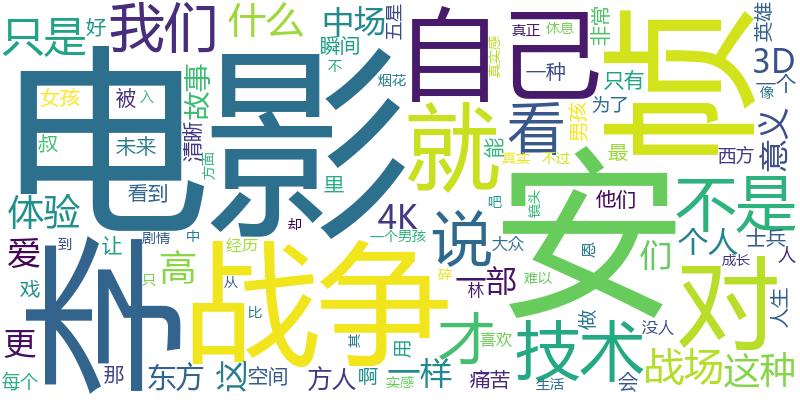 电影
战争
李
安
帧
自己
就
对
技术
不是
我们
看
说
只是
什么
中场
瞬间
五星
好
故事
女孩
被
入
叔
未来
清晰
不
烟花
方面
看到
里
体验
4K
爱
让
到
剧情
中
却
经历
一个男孩
大众
戏
高
只
从
一部
林
碎
更
用
其
比
才
喜欢
每个
那
东方
这
空间
方人
啊
一样
实感
痛苦
生活
难以
做
会
没人
战场
这种
人生
成长
士兵
人
个人
们
他们
镜头
吧
恩
能
真实
不过
男孩
最
为了
只有
一种
休息
真正
真实感
非常
英雄
3D
一个
像
意义
西方